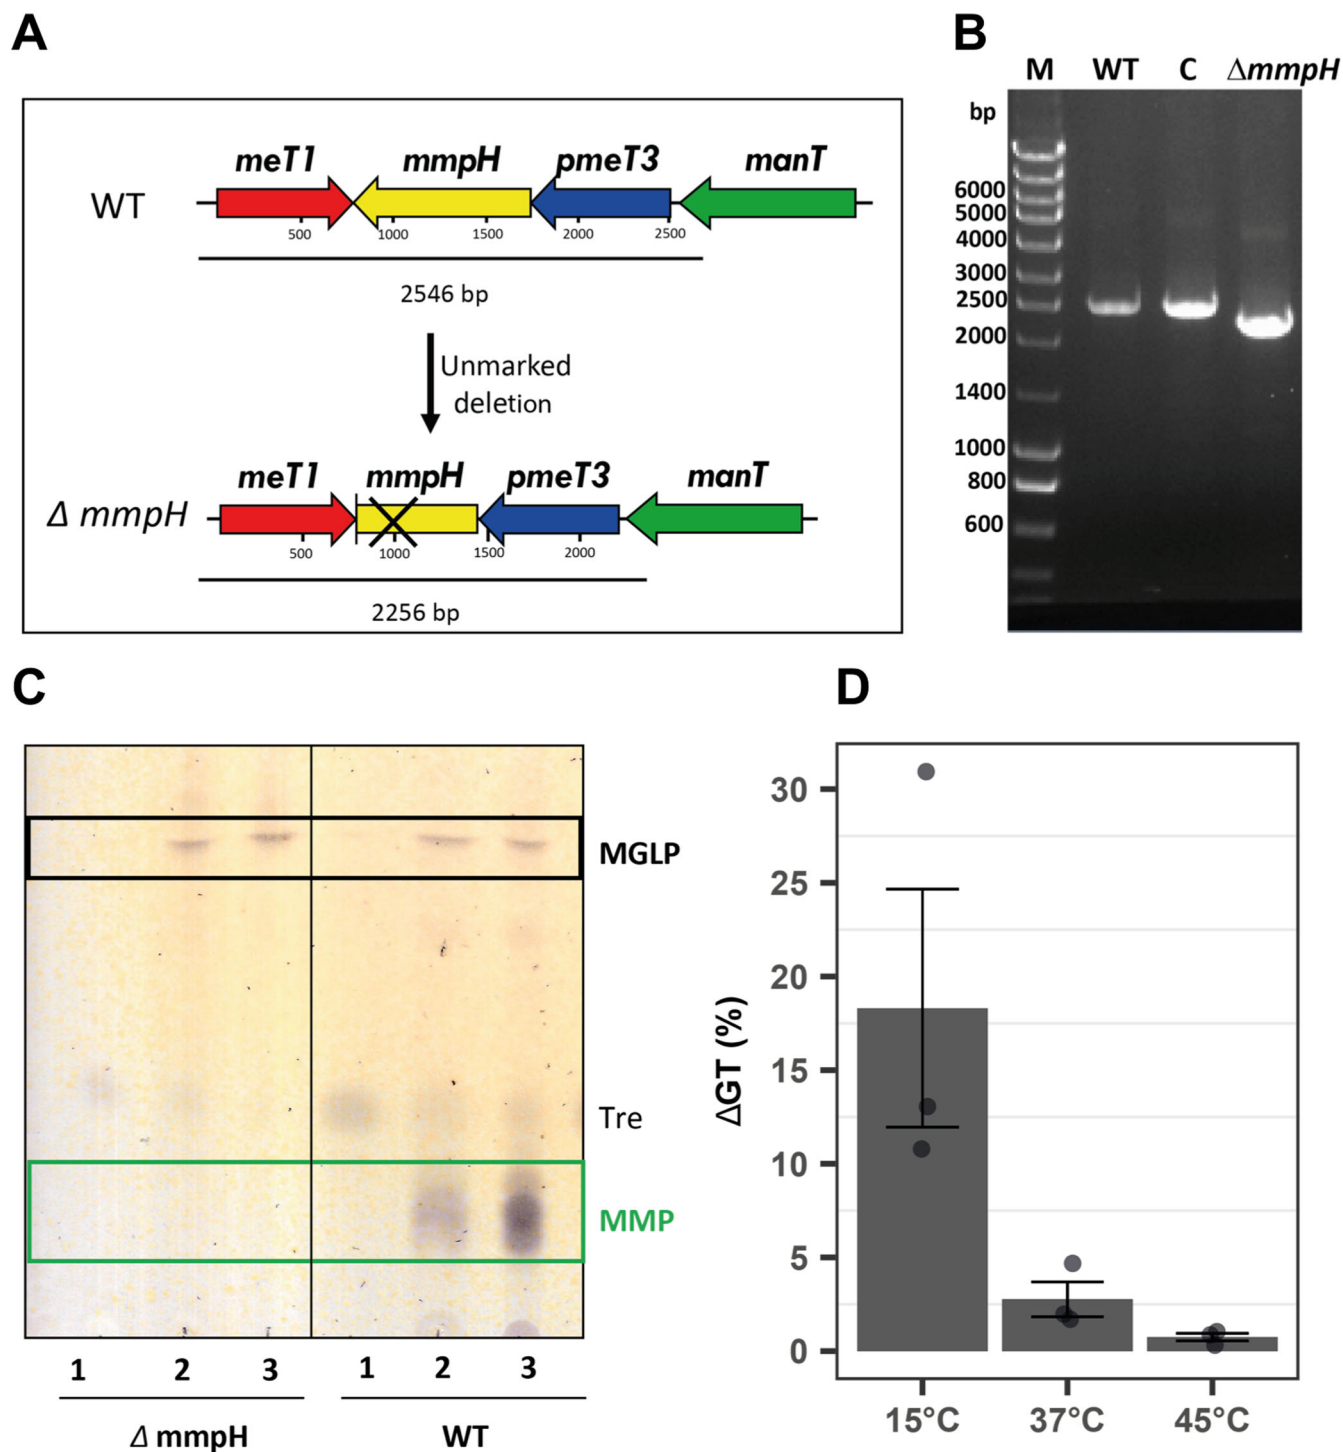 A
meT1 mmpH pmeT3 manT
WT
500 1000 1500 2000 2500
2546 bp
Unmarked
deletion
meT1 mmpH pmeT3 manT
Δ mmpH
500 1000 1500 2000
2256 bp
B
M WT C ΔmmpH
bp
6000
5000
4000
3000
2500
2000
1400
1000
800
600
C
MGLP
Tre
MMP
1 2 3 1 2 3
Δ mmpH WT
D
ΔGT (%)
30
25
20
15
10
5
0
15°C 37°C 45°C